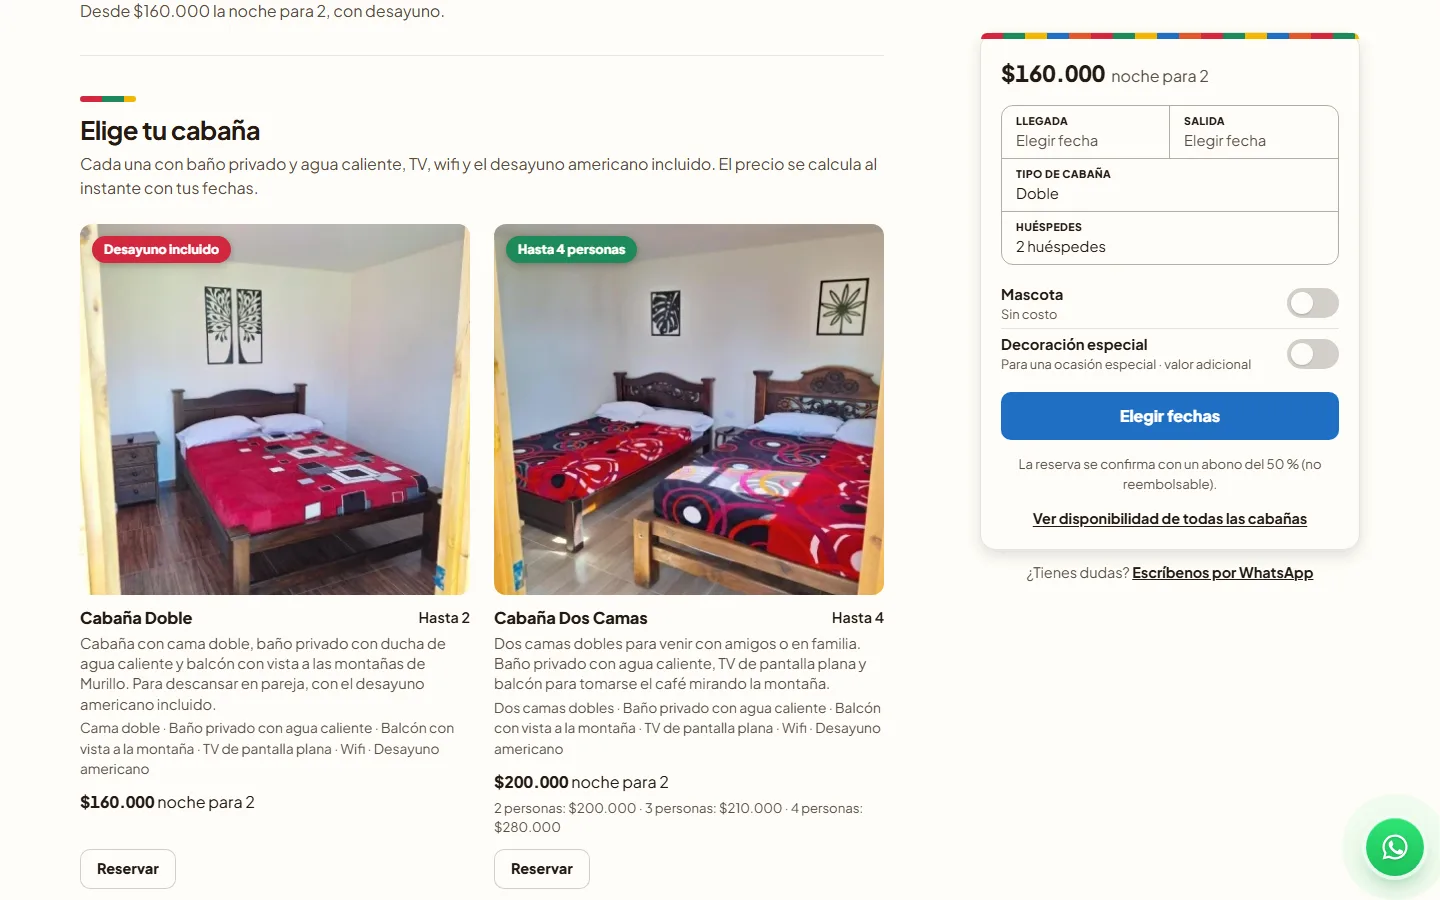 Desde $160.000 la noche para 2, con desayuno.
Elige tu cabaña
Cada una con baño privado y agua caliente, TV, wifi y el desayuno americano incluido. El precio se calcula al
instante con tus fechas.
Desayuno incluido
Cabaña Doble
Hasta 2
Cabaña con cama doble, baño privado con ducha de
agua caliente y balcón con vista a las montañas de
Murillo. Para descansar en pareja, con el desayuno
americano incluido.
Cama doble · Baño privado con agua caliente · Balcón con
vista a la montaña · TV de pantalla plana · Wifi · Desayuno
americano
$160.000 noche para 2
Reservar
Hasta 4 personas
Cabaña Dos Camas
Hasta 4
Dos camas dobles para venir con amigos o en familia.
Baño privado con agua caliente, TV de pantalla plana y
balcón para tomarse el café mirando la montaña.
Dos camas dobles · Baño privado con agua caliente · Balcón
con vista a la montaña · TV de pantalla plana · Wifi · Desayuno
americano
$200.000 noche para 2
2 personas: $200.000 · 3 personas: $210.000 · 4 personas:
$280.000
Reservar
$160.000 noche para 2
LLEGADA
Elegir fecha
SALIDA
Elegir fecha
TIPO DE CABAÑA
Doble
HUÉSPEDES
2 huéspedes
Mascota
Sin costo
Decoración especial
Para una ocasión especial · valor adicional
Elegir fechas
La reserva se confirma con un abono del 50 % (no
reembolsable).
Ver disponibilidad de todas las cabañas
¿Tienes dudas? Escríbenos por WhatsApp